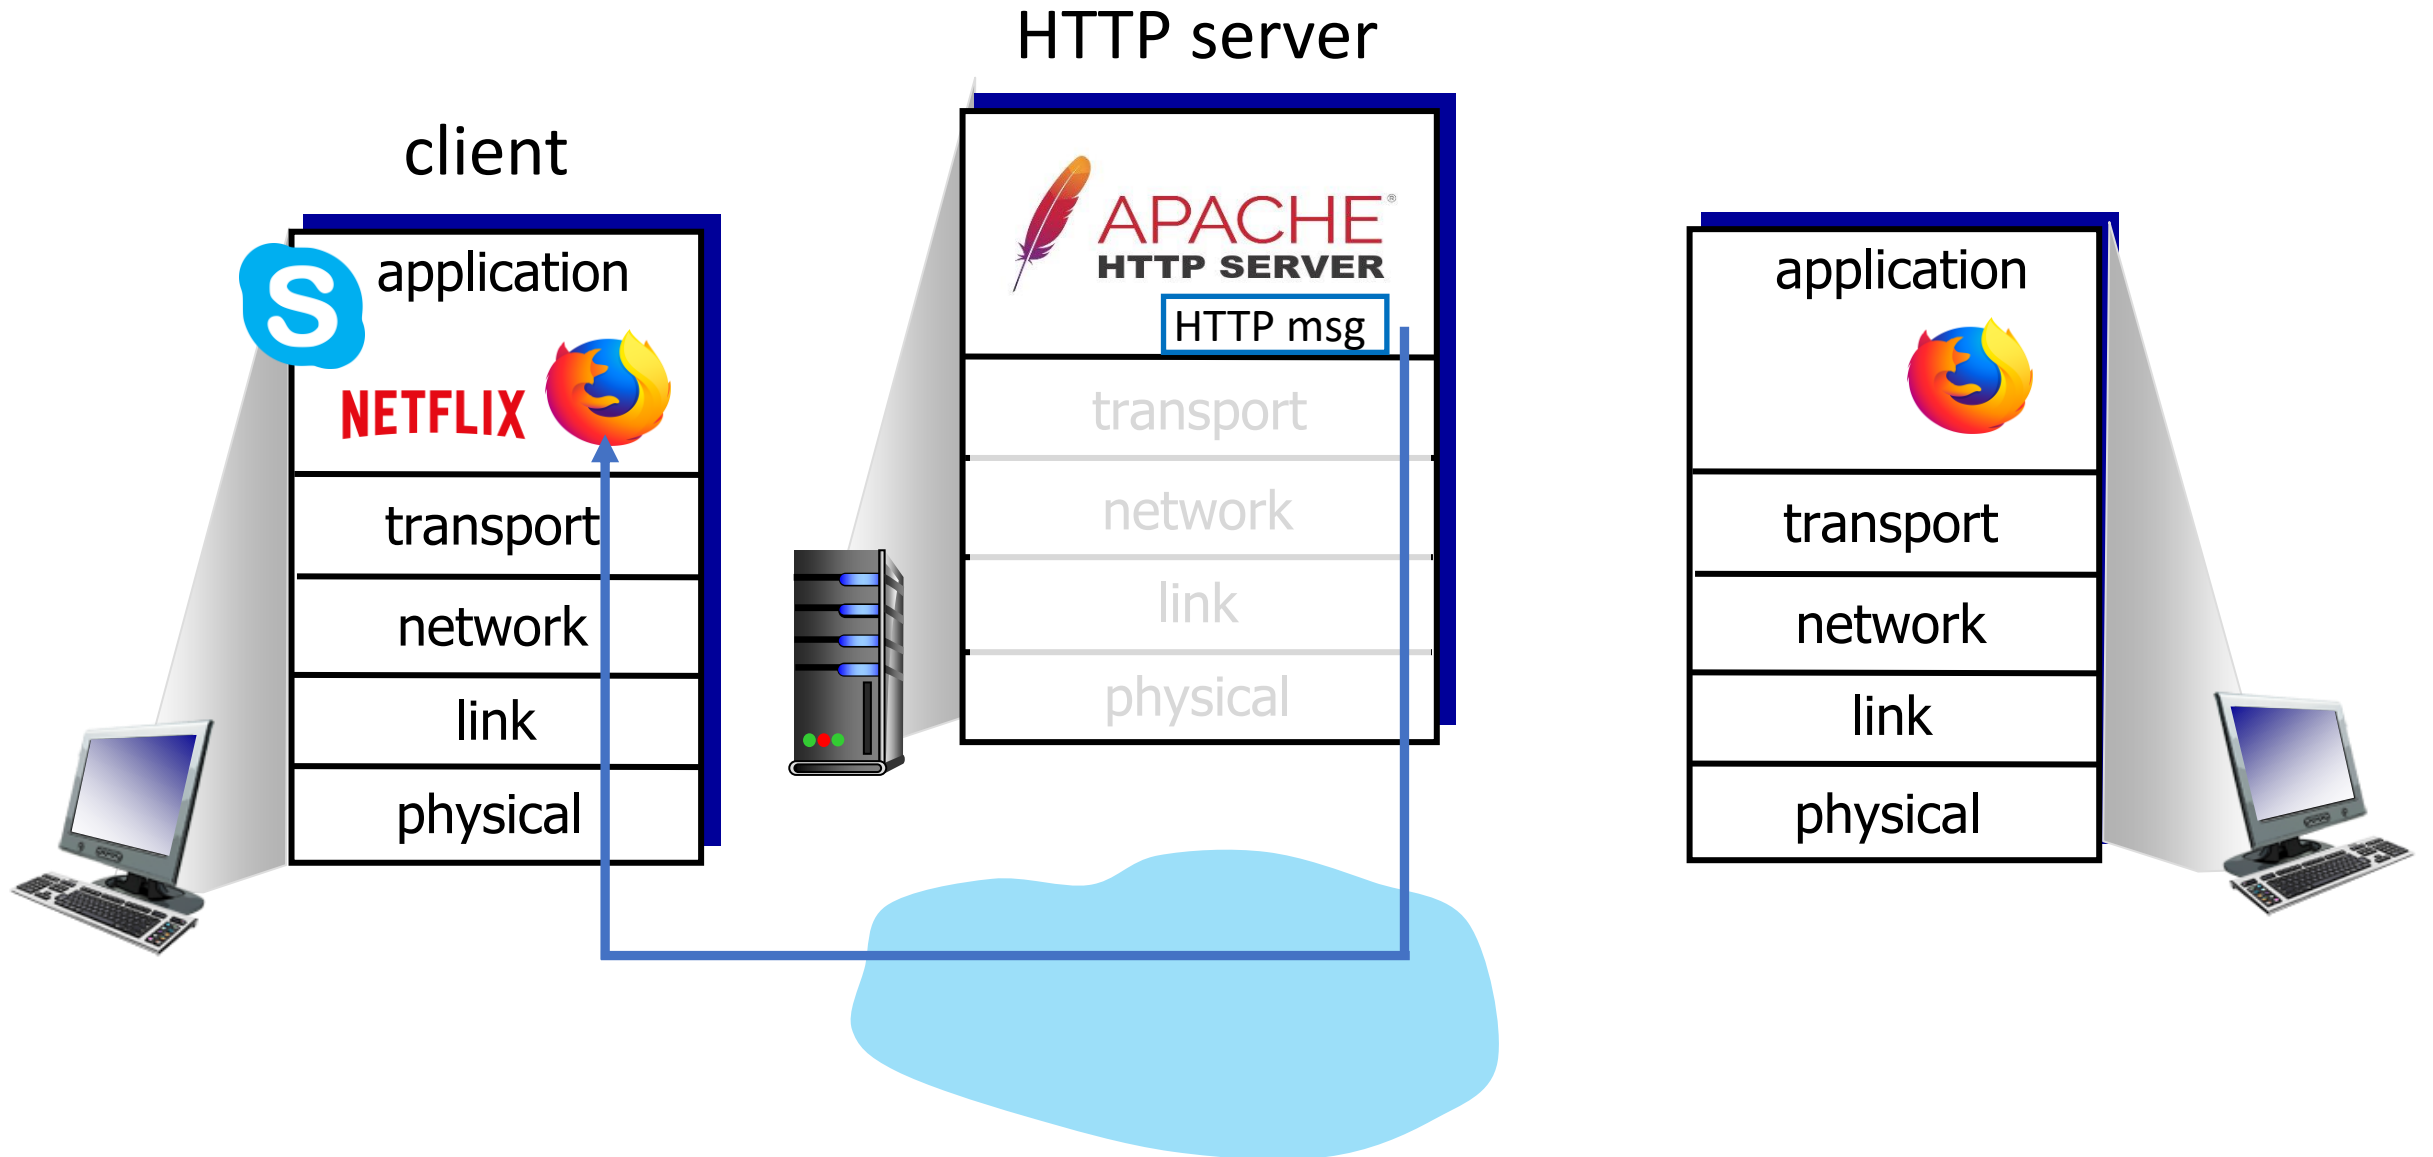 HTTP server
client
application
NETFLIX
transport
network
link
physical
APACHE®
HTTP SERVER
HTTP msg
transport
network
link
physical
application
transport
network
link
physical